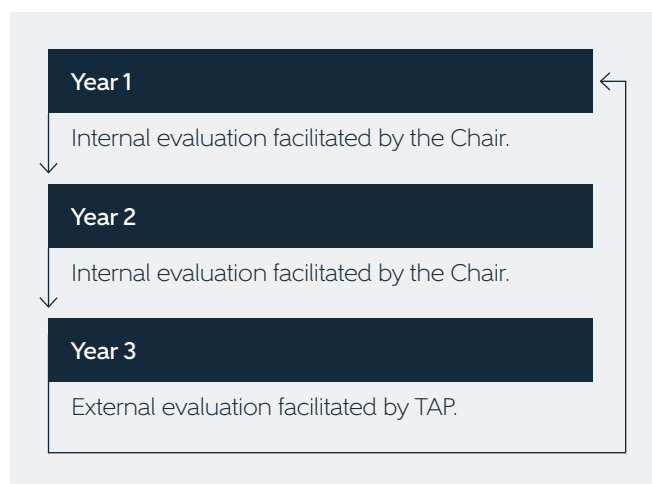 Year 1
Internal evaluation facilitated by the Chair.
Year 2
Internal evaluation facilitated by the Chair.
Year 3
External evaluation facilitated by TAP.